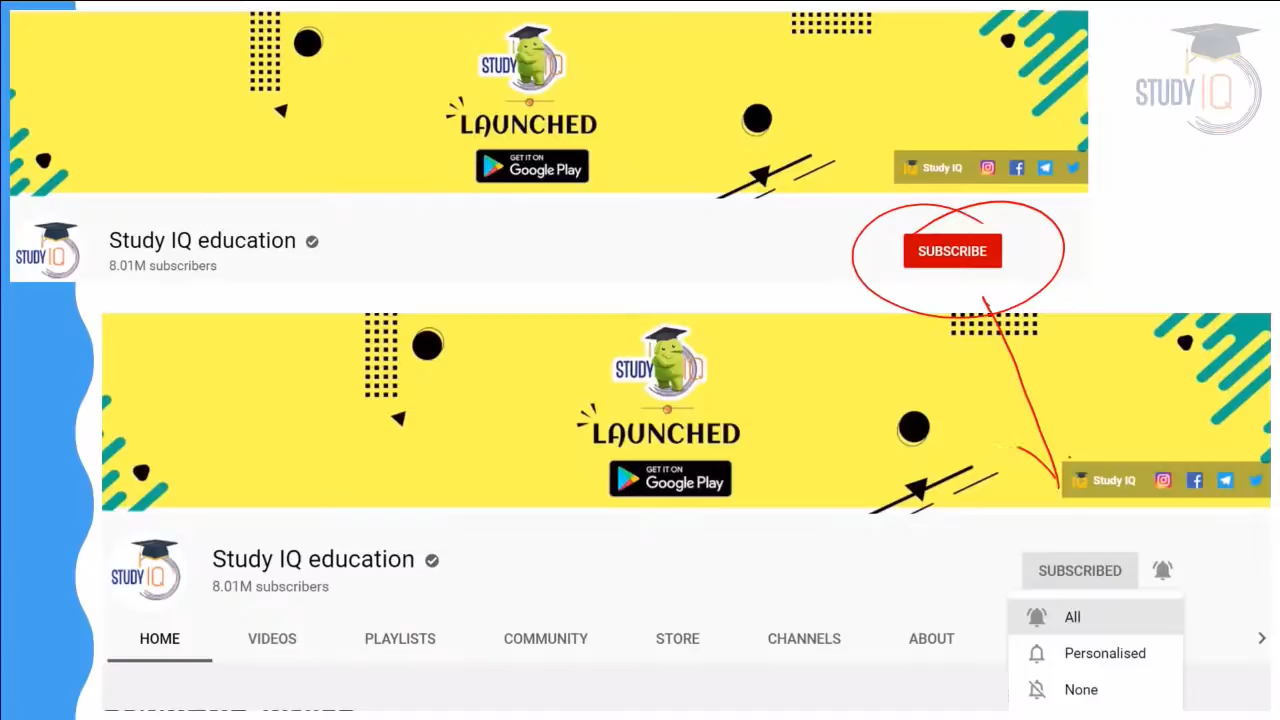 STUDY IQ
LAUNCHED
GET IT ON
Google Play
Study IQ
STUDY IQ
STUDY IQ
Study IQ education
8.01M subscribers
SUBSCRIBE
STUDY IQ
LAUNCHED
GET IT ON
Google Play
Study IQ
STUDY IQ
Study IQ education
8.01M subscribers
SUBSCRIBED
HOME VIDEOS PLAYLISTS COMMUNITY STORE CHANNELS ABOUT
All
Personalised
None